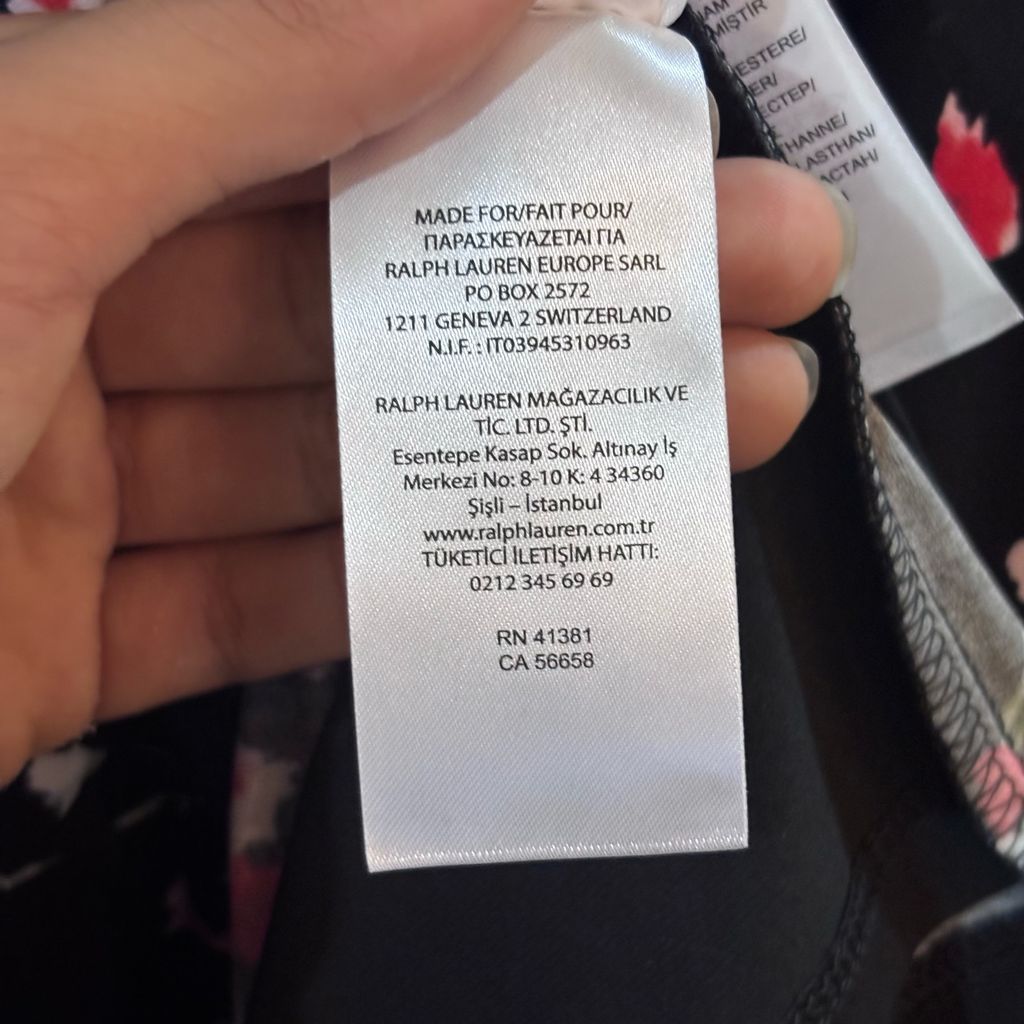 MADE FOR/FAIT POUR/
ΠΑΡΑΣΚΕΥΑΖΕΤΑΙ ΓΙΑ
RALPH LAUREN EUROPE SARL
PO BOX 2572
1211 GENEVA 2 SWITZERLAND
N.I.F. : IT03945310963
RALPH LAUREN MAĞAZACILIK VE
TİC. LTD. ŞTİ.
Esentepe Kasap Sok. Altınay İş
Merkezi No: 8-10 K: 4 34360
Şişli – İstanbul
www.ralphlauren.com.tr
TÜKETİCİ İLETİŞİM HATTI:
0212 345 69 69
RN 41381
CA 56658